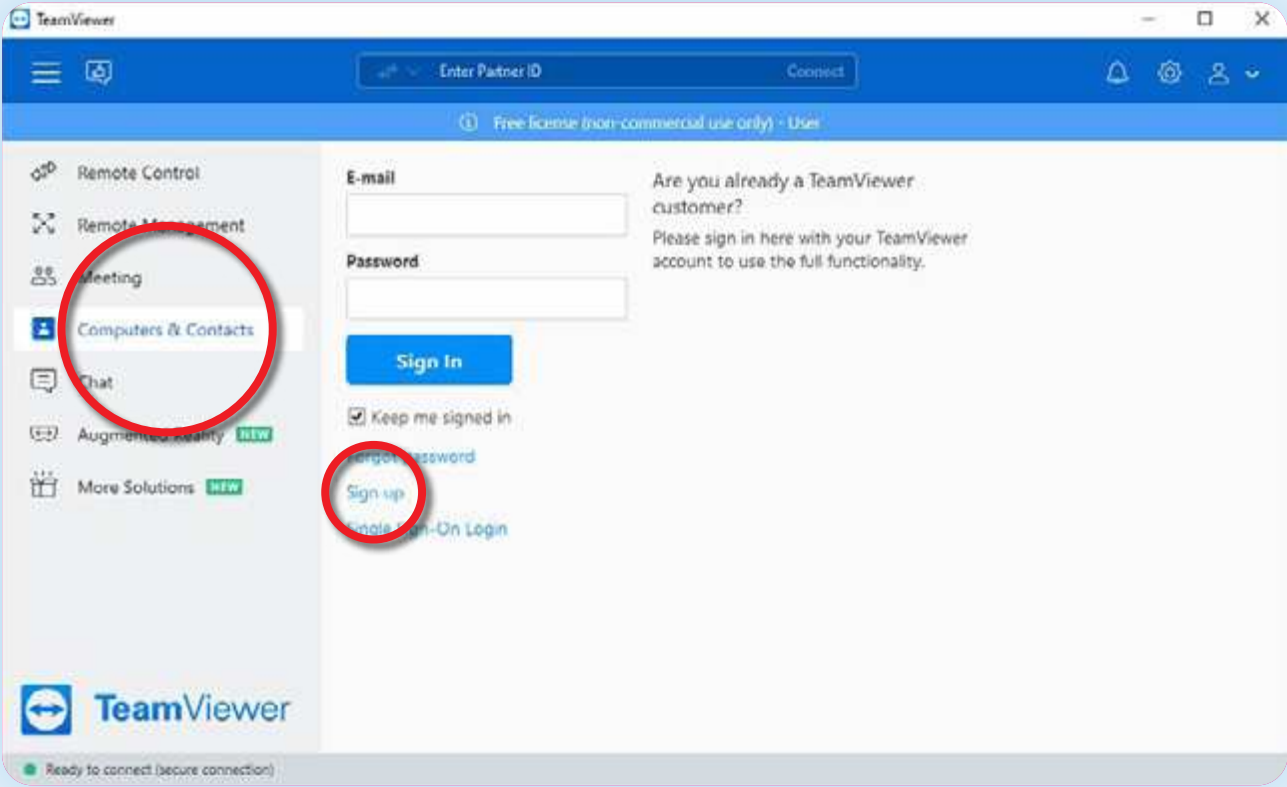 TeamViewer
Enter Partner ID
Connect
Free license (non-commercial use only) - User
Remote Control
Remote Management
Meeting
Computers & Contacts
Chat
Augmented Reality NEW
More Solutions NEW
E-mail
Password
Sign In
Keep me signed in
Forgot password
Sign up
Single Sign-On Login
Are you already a TeamViewer
customer?
Please sign in here with your TeamViewer
account to use the full functionality.
TeamViewer
Ready to connect (secure connection)